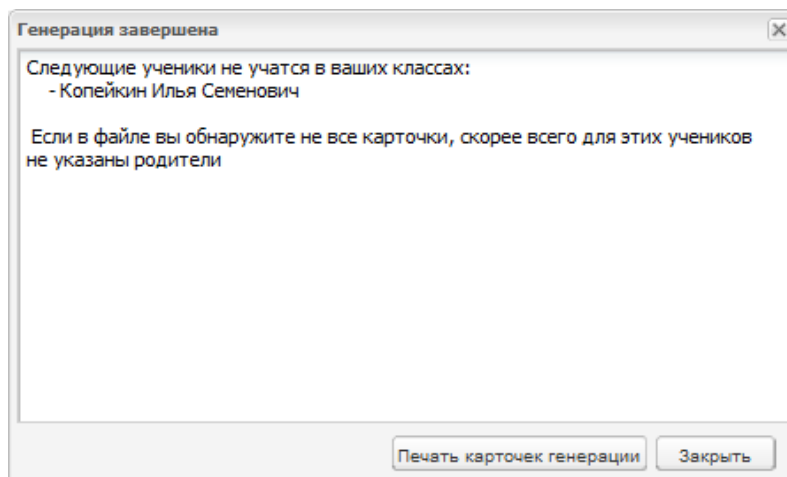 Генерация завершена
Следующие ученики не учатся в ваших классах:
- Копейкин Илья Семенович
Если в файле вы обнаружите не все карточки, скорее всего для этих учеников
не указаны родители
Печать карточек генерации
Закрыть